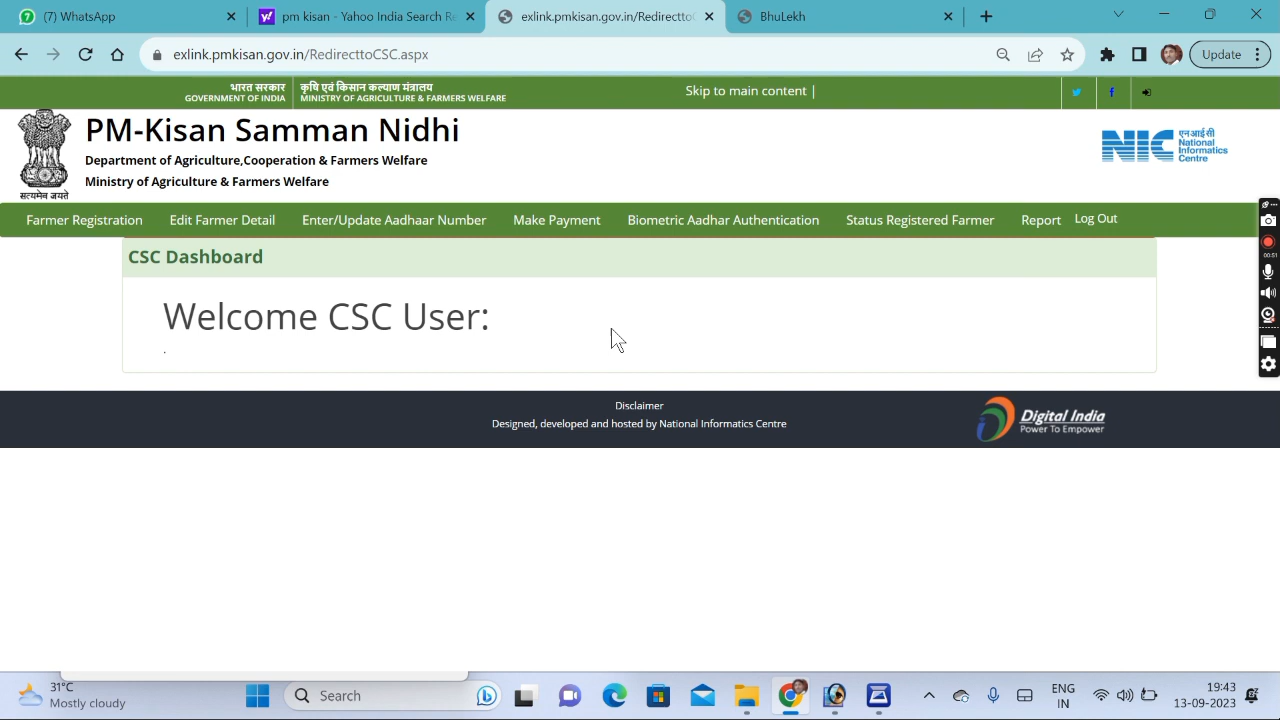 (7) WhatsApp
pm kisan - Yahoo India Search Re
exlink.pmkisan.gov.in/Redirectto
BhuLekh
exlink.pmkisan.gov.in/RedirecttoCSC.aspx
Update
भारत सरकार
GOVERNMENT OF INDIA
कृषि एवं किसान कल्याण मंत्रालय
MINISTRY OF AGRICULTURE & FARMERS WELFARE
Skip to main content |
PM-Kisan Samman Nidhi
Department of Agriculture,Cooperation & Farmers Welfare
Ministry of Agriculture & Farmers Welfare
सत्यमेव जयते
NIC
एनआईसी
National
Informatics
Centre
Farmer Registration Edit Farmer Detail Enter/Update Aadhaar Number Make Payment Biometric Aadhar Authentication Status Registered Farmer Report Log Out
00:51
CSC Dashboard
Welcome CSC User:
.
Disclaimer
Designed, developed and hosted by National Informatics Centre
Digital India
Power To Empower
31°C
Mostly cloudy
Search
ENG
IN
19:43
13-09-2023